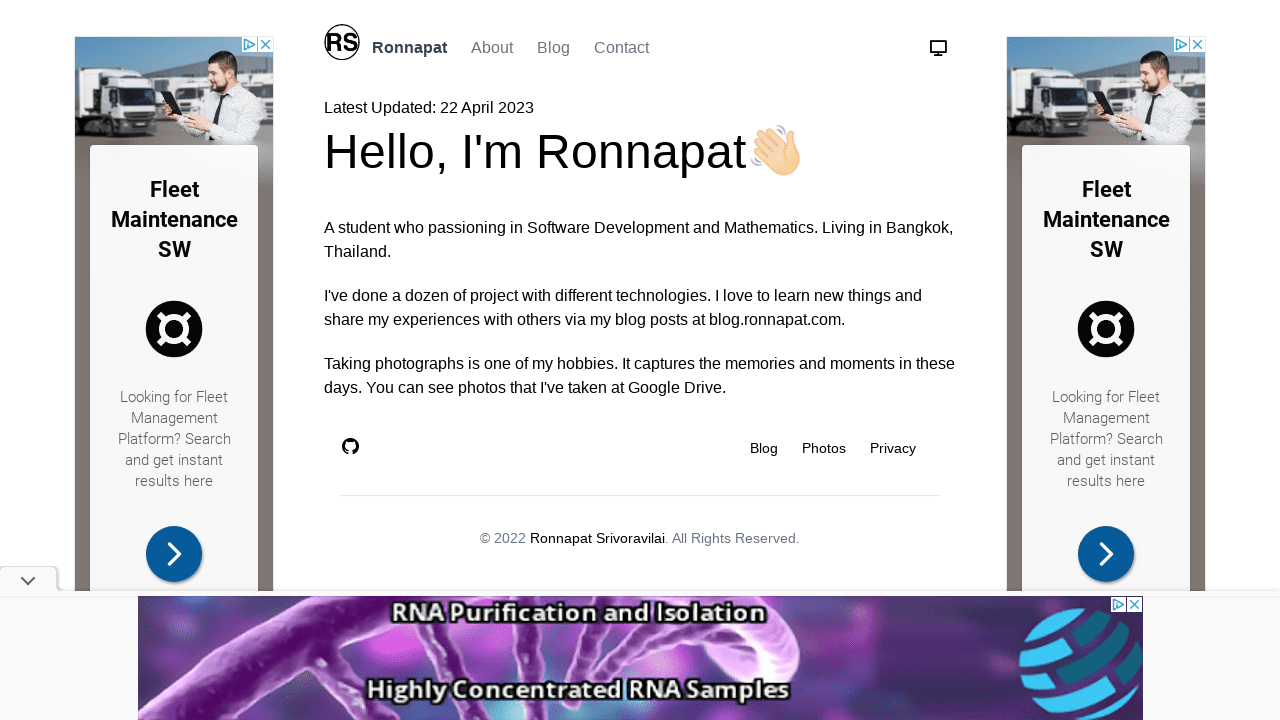 RS Ronnapat About Blog Contact
Latest Updated: 22 April 2023
Hello, I'm Ronnapat👋🏻
A student who passioning in Software Development and Mathematics. Living in Bangkok,
Thailand.
I've done a dozen of project with different technologies. I love to learn new things and
share my experiences with others via my blog posts at blog.ronnapat.com.
Taking photographs is one of my hobbies. It captures the memories and moments in these
days. You can see photos that I've taken at Google Drive.
Blog Photos Privacy
© 2022 Ronnapat Srivoravilai. All Rights Reserved.
Fleet
Maintenance
SW
Looking for Fleet
Management
Platform? Search
and get instant
results here
Fleet
Maintenance
SW
Looking for Fleet
Management
Platform? Search
and get instant
results here
RNA Purification and Isolation
Highly Concentrated RNA Samples